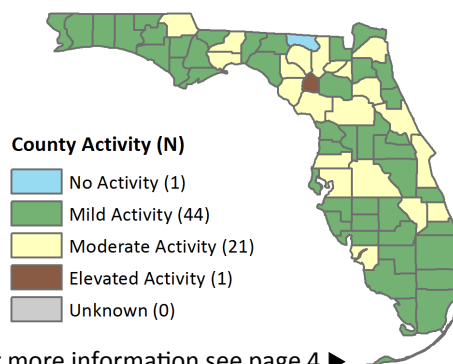 County Activity (N)
No Activity (1)
Mild Activity (44)
Moderate Activity (21)
Elevated Activity (1)
Unknown (0)
more information see page 4 ►